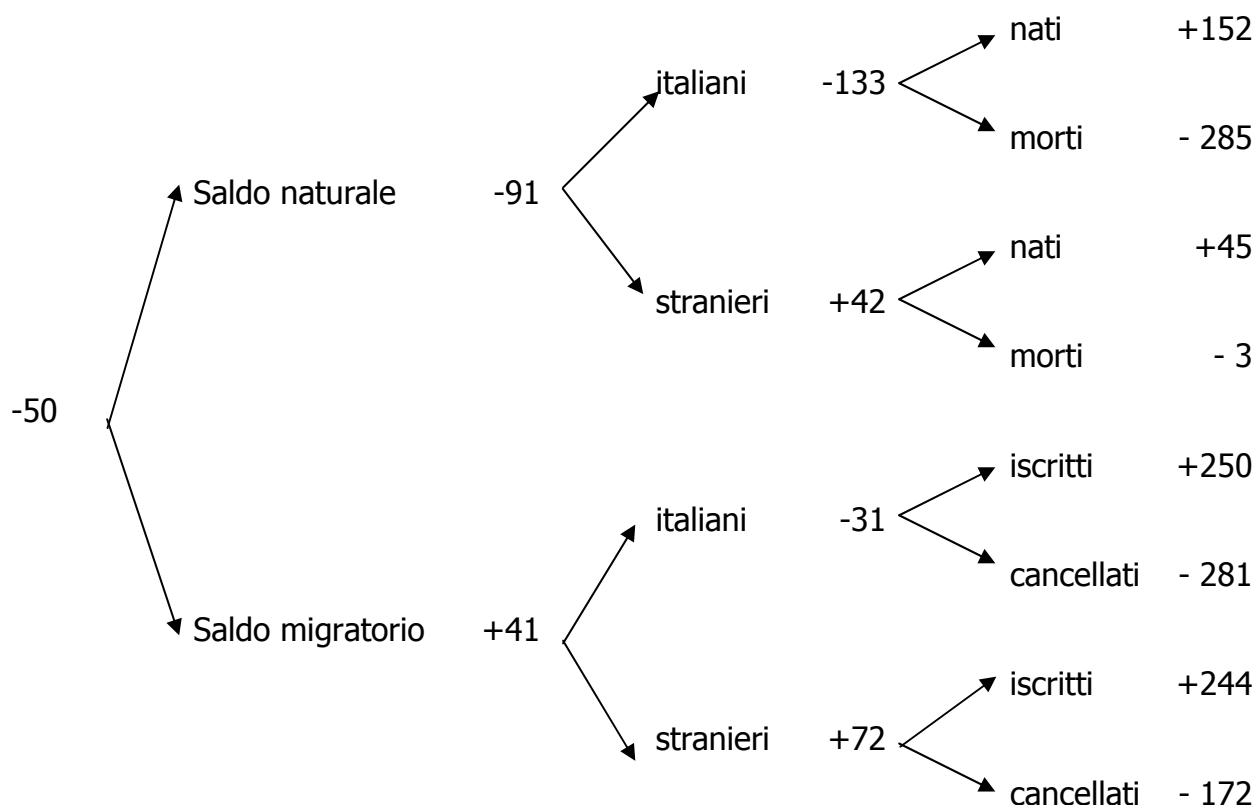 nati +152
italiani -133
morti - 285
Saldo naturale -91
nati +45
stranieri +42
morti - 3
-50
iscritti +250
italiani -31
cancellati - 281
Saldo migratorio +41
iscritti +244
stranieri +72
cancellati - 172